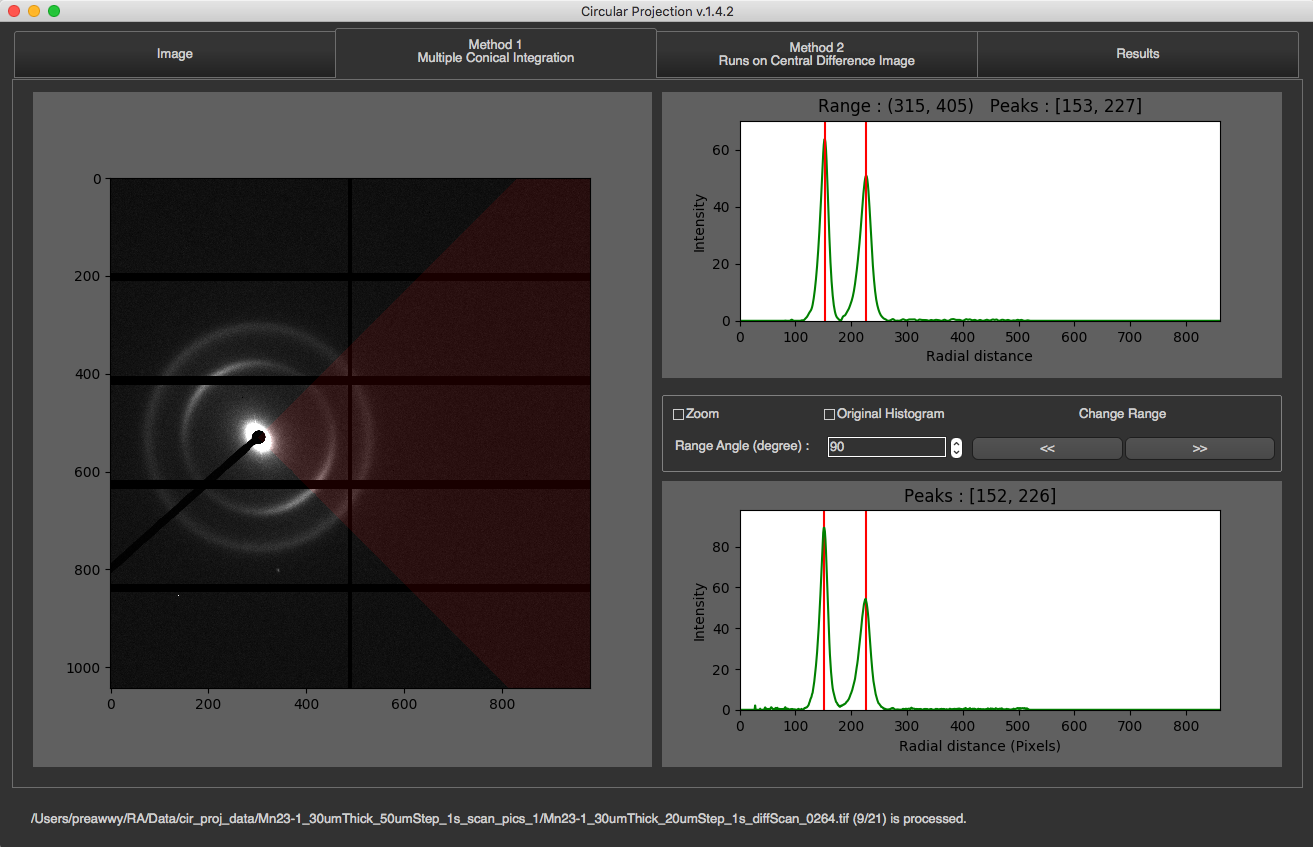 Circular Projection v.1.4.2
Image
Method 1
Multiple Conical Integration
Method 2
Runs on Central Difference Image
Results
0
200
400
600
800
1000
0 200 400 600 800
Range : (315, 405) Peaks : [153, 227]
Intensity
60
40
20
0
0 100 200 300 400 500 600 700 800
Radial distance
Zoom
Original Histogram
Change Range
Range Angle (degree) :
90
<<
>>
Peaks : [152, 226]
Intensity
80
60
40
20
0
0 100 200 300 400 500 600 700 800
Radial distance (Pixels)
/Users/preawwy/RA/Data/cir_proj_data/Mn23-1_30umThick_50umStep_1s_scan_pics_1/Mn23-1_30umThick_20umStep_1s_diffScan_0264.tif (9/21) is processed.